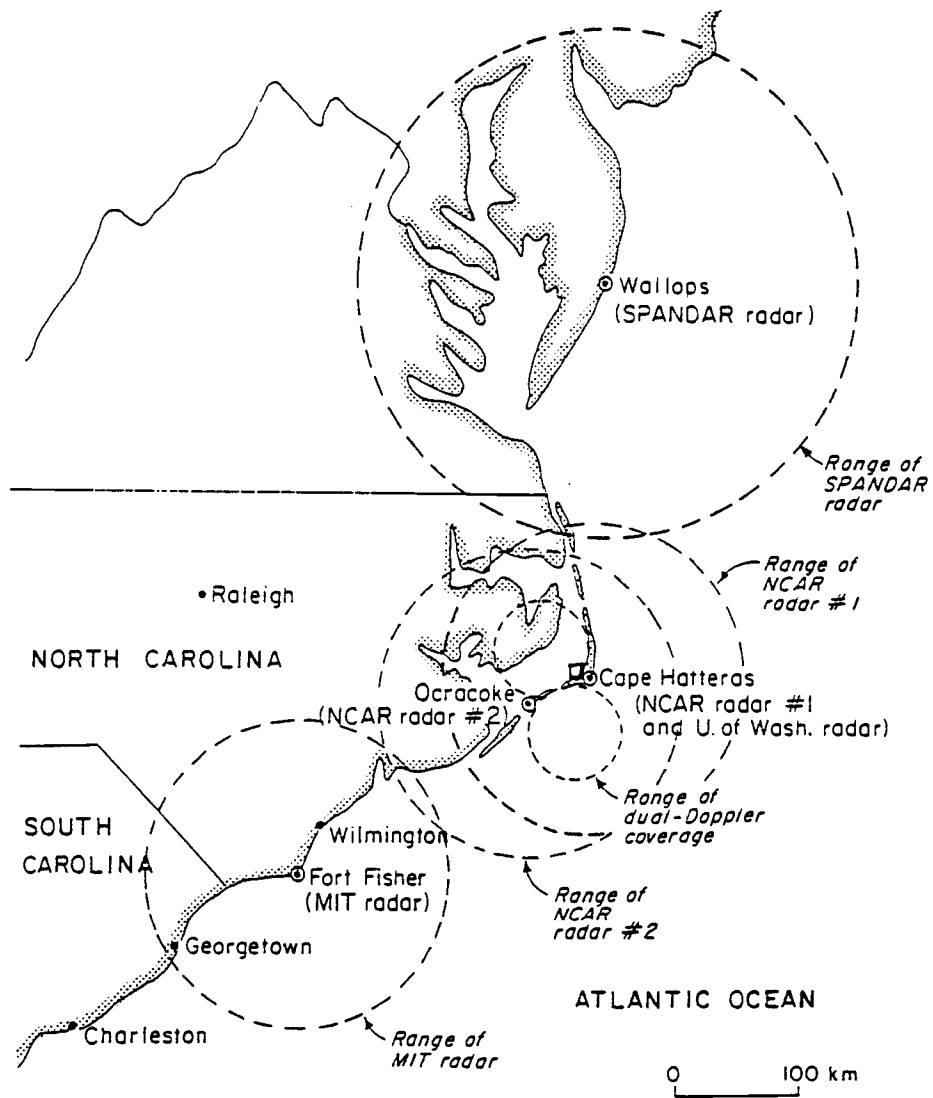 Wallops
(SPANDAR radar)
Range of
SPANDAR
radar
Range of
NCAR
radar #1
Raleigh
NORTH CAROLINA
Cape Hatteras
(NCAR radar #1
and U. of Wash. radar)
Ocracoke
(NCAR radar #2)
Range of
dual-Doppler
coverage
SOUTH
CAROLINA
Wilmington
Fort Fisher
(MIT radar)
Range of
NCAR
radar #2
Georgetown
ATLANTIC OCEAN
Charleston
Range of
MIT radar
0 100 km